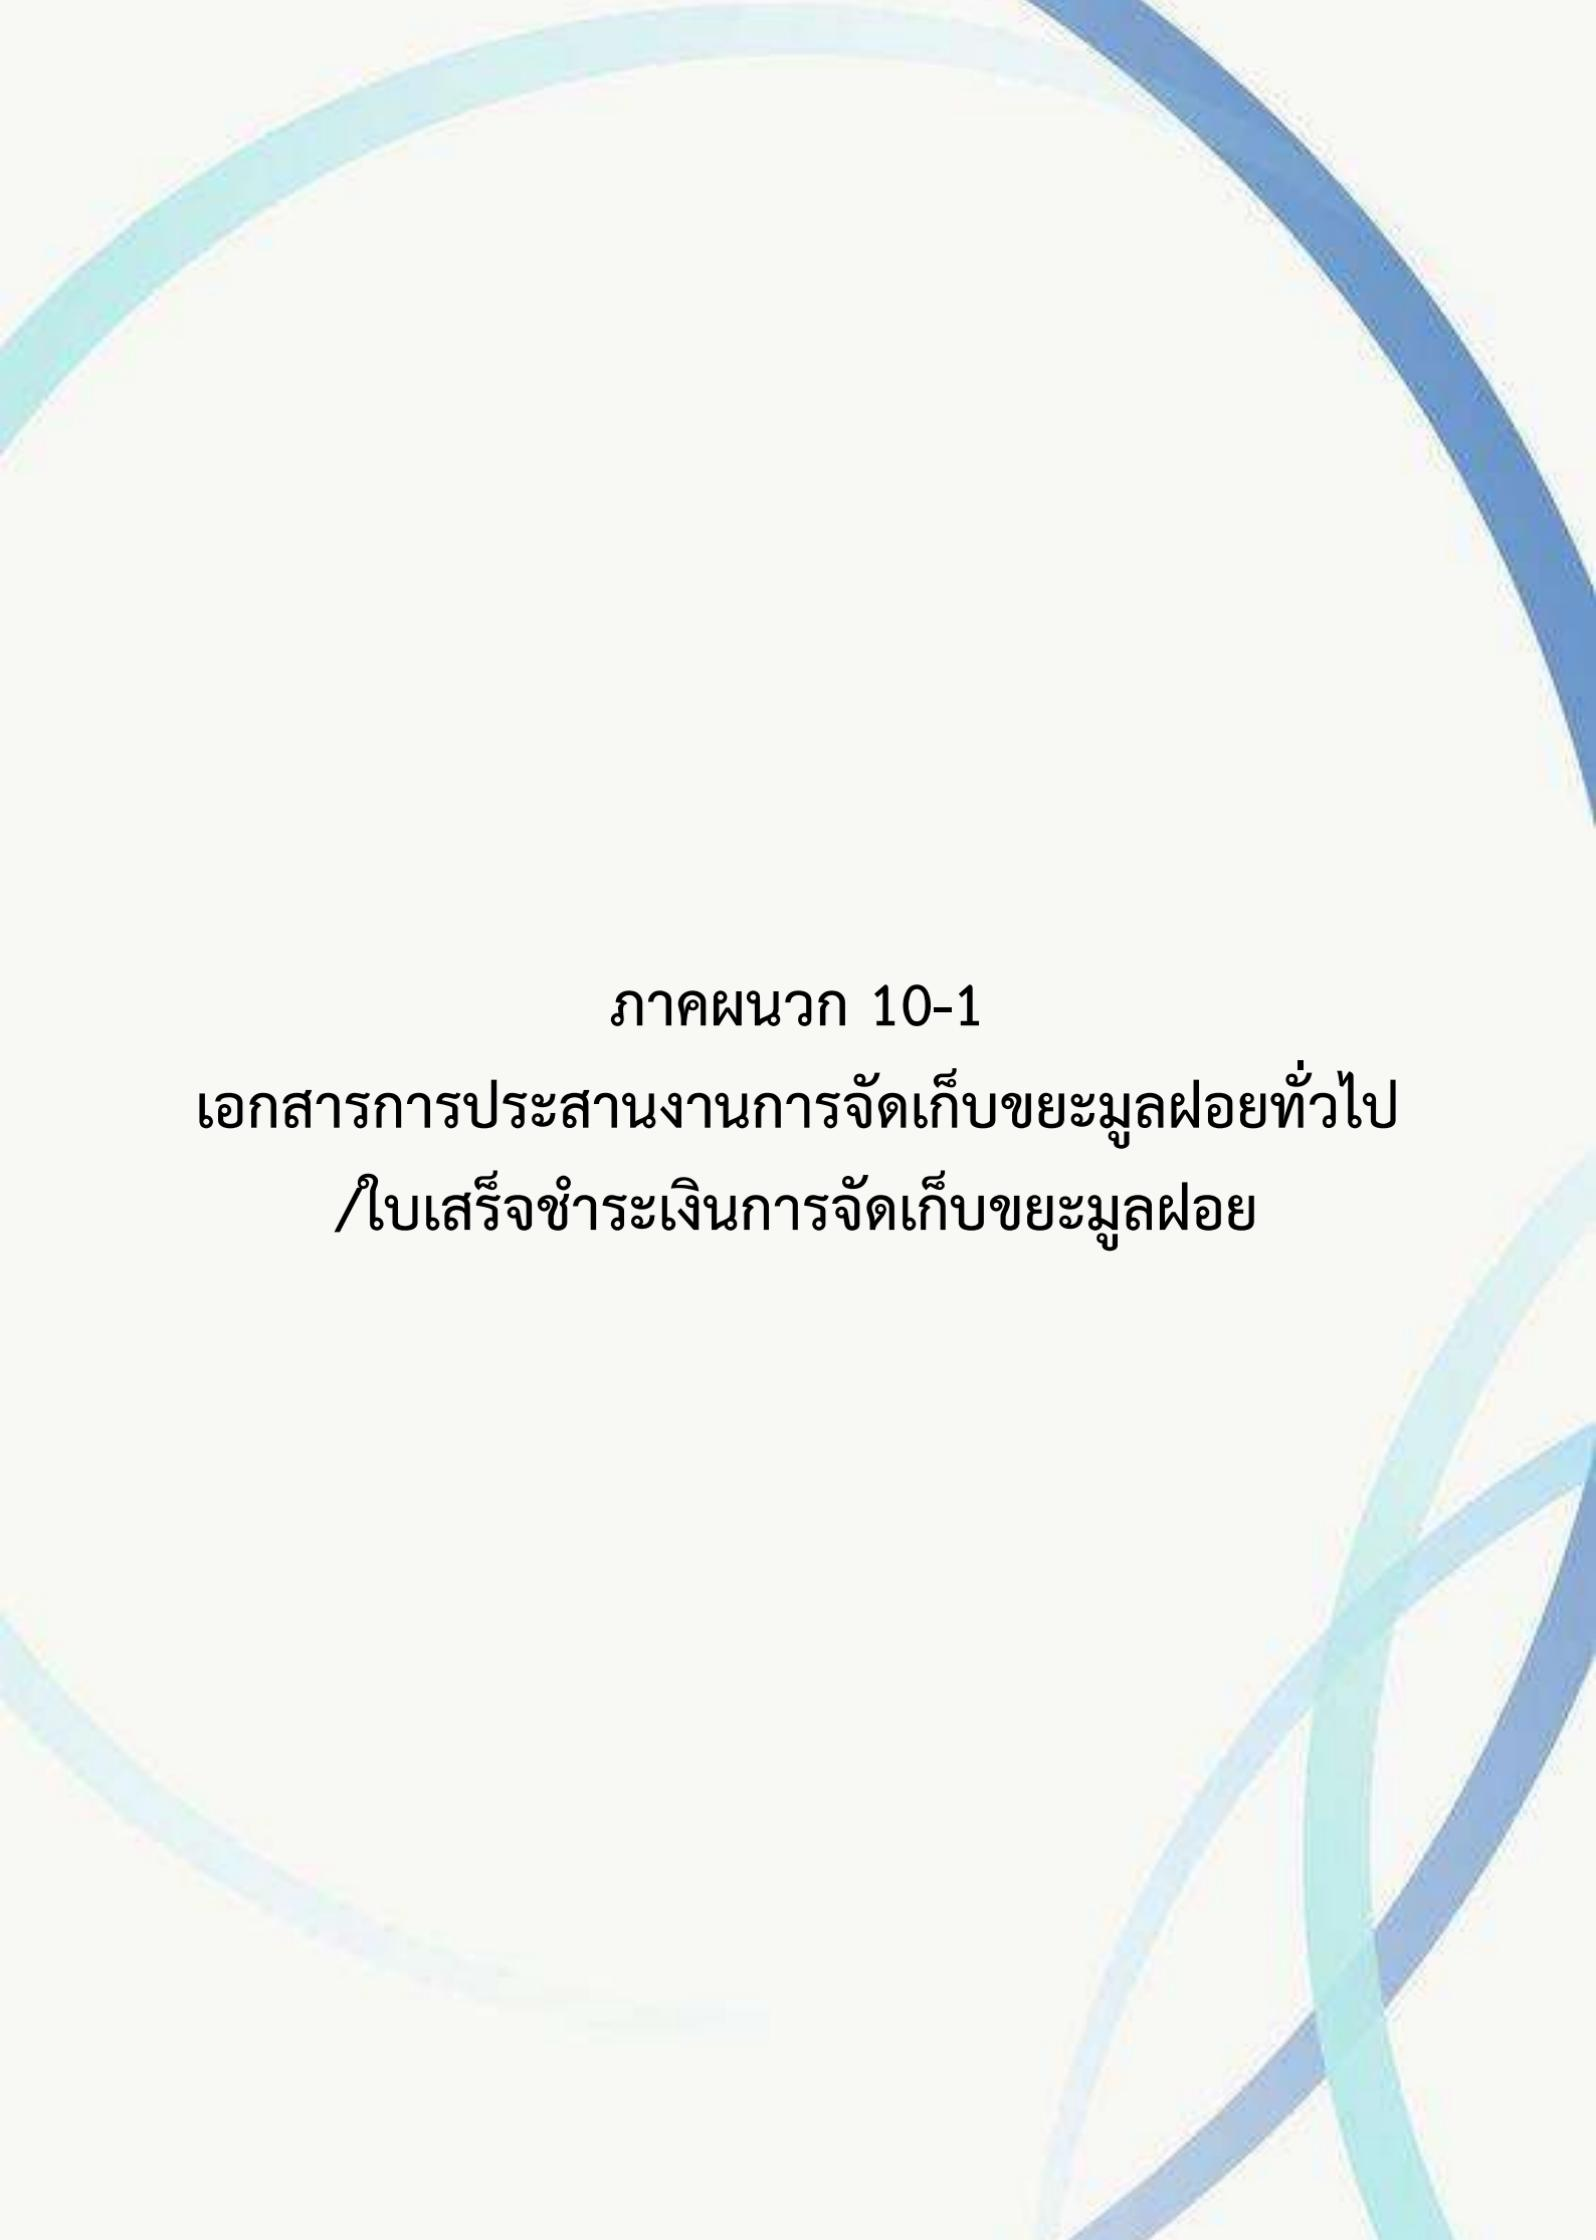 ภาคผนวก 10-1
เอกสารการประสานงานการจัดเก็บขยะมูลฝอยทั่วไป
/ใบเสร็จชำระเงินการจัดเก็บขยะมูลฝอย